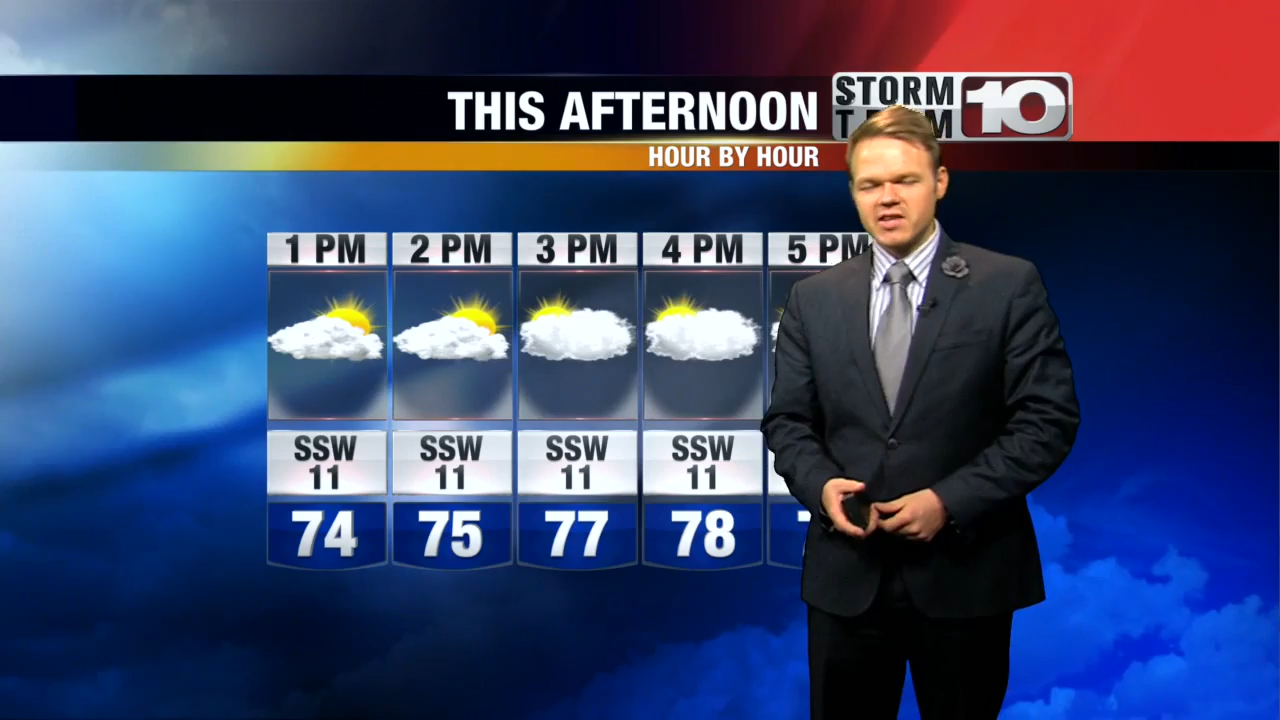 THIS AFTERNOON
STORM
10
HOUR BY HOUR
1 PM 2 PM 3 PM 4 PM 5 PM
SSW SSW SSW SSW
11 11 11 11
74 75 77 78